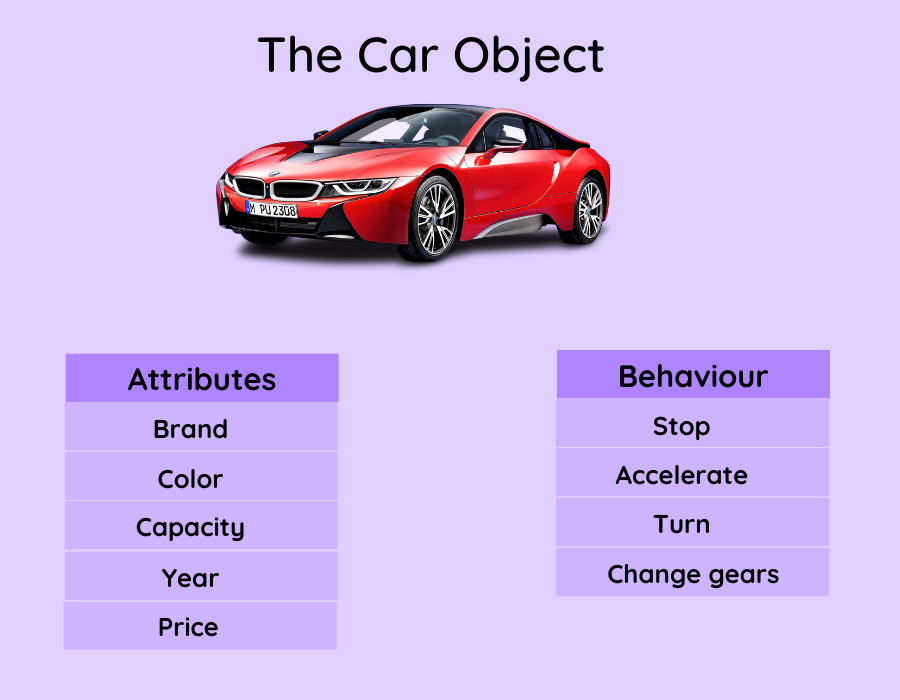 The Car Object
M PU 2308
Attributes
Brand
Color
Capacity
Year
Price
Behaviour
Stop
Accelerate
Turn
Change gears